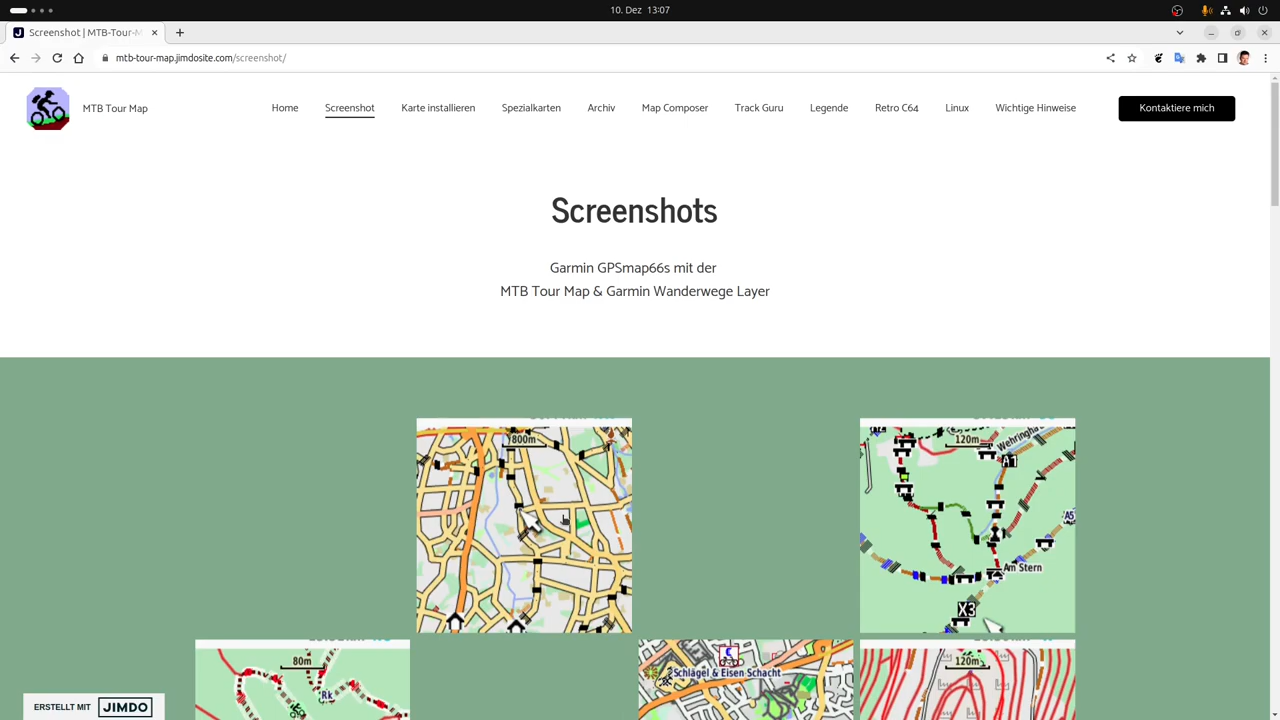 10. Dez 13:07
Screenshot | MTB-Tour-M
mtb-tour-map.jimdosite.com/screenshot/
MTB Tour Map
Home
Screenshot
Karte installieren
Spezialkarten
Archiv
Map Composer
Track Guru
Legende
Retro C64
Linux
Wichtige Hinweise
Kontaktiere mich
Screenshots
Garmin GPSmap66s mit der
MTB Tour Map & Garmin Wanderwege Layer
800m
120m
A1
A5
Am Stern
X3
80m
Rk
Schlägel & Eisen Schacht
120m
ERSTELLT MIT JIMDO